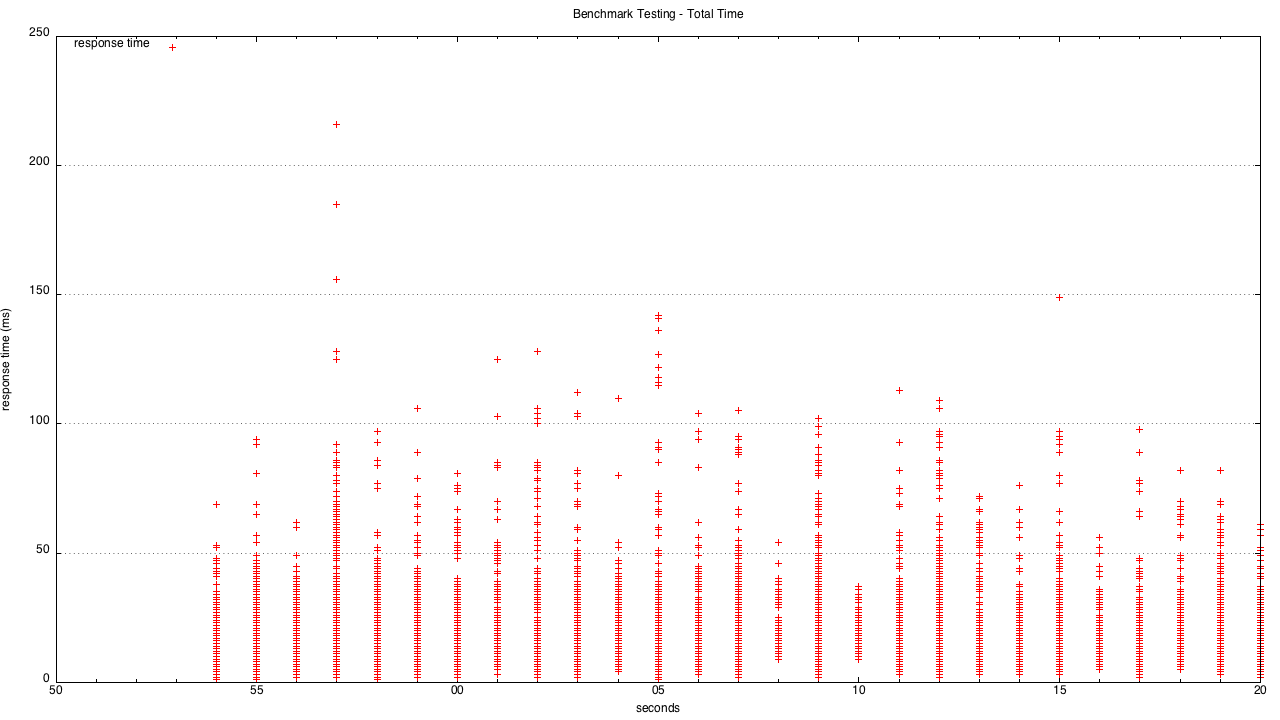 Benchmark Testing - Total Time
250
response time
200
150
response time (ms)
100
50
0
50 55 00 05 10 15 20
seconds